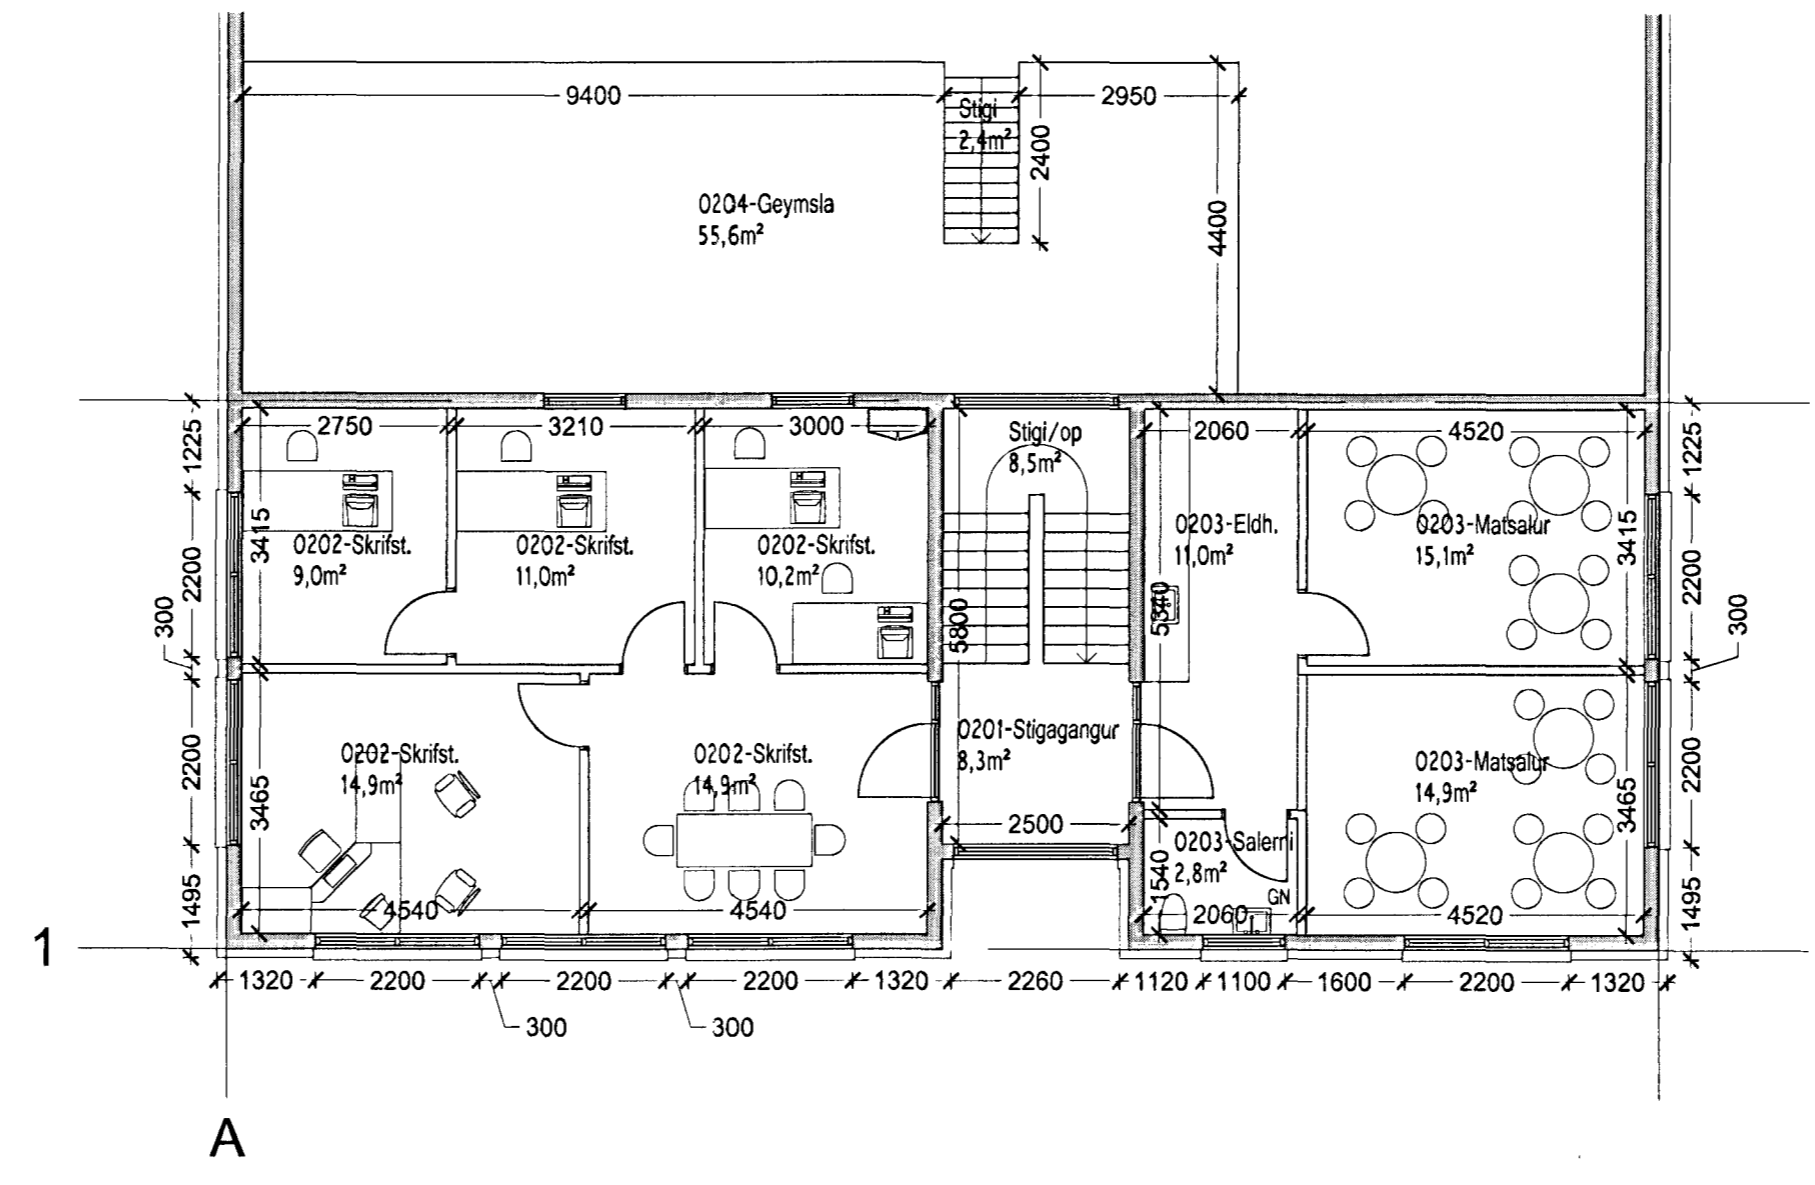 9400
Stigi
2,4m²
2950
2400
4400
0204-Geymsla
55,6m²
1225
2750
3210
3000
Stigi/op
8,5m²
2060
4520
1225
3415
0202-Skrifst.
9,0m²
0202-Skrifst.
11,0m²
0202-Skrifst.
10,2m²
0203-Eldh.
11,0m²
0203-Matsalur
15,1m²
3415
2200
2200
300
5800
5340
300
2200
3465
0202-Skrifst.
14,9m²
0202-Skrifst.
14,9m²
0201-Stigagangur
8,3m²
0203-Matsalur
14,9m²
3465
2200
2500
0203-Salerni
2,8m²
1540
GN
1495
4540
4540
2060
4520
1495
1
1320
2200
2200
2200
1320
2260
1120
1100
1600
2200
1320
300
300
A